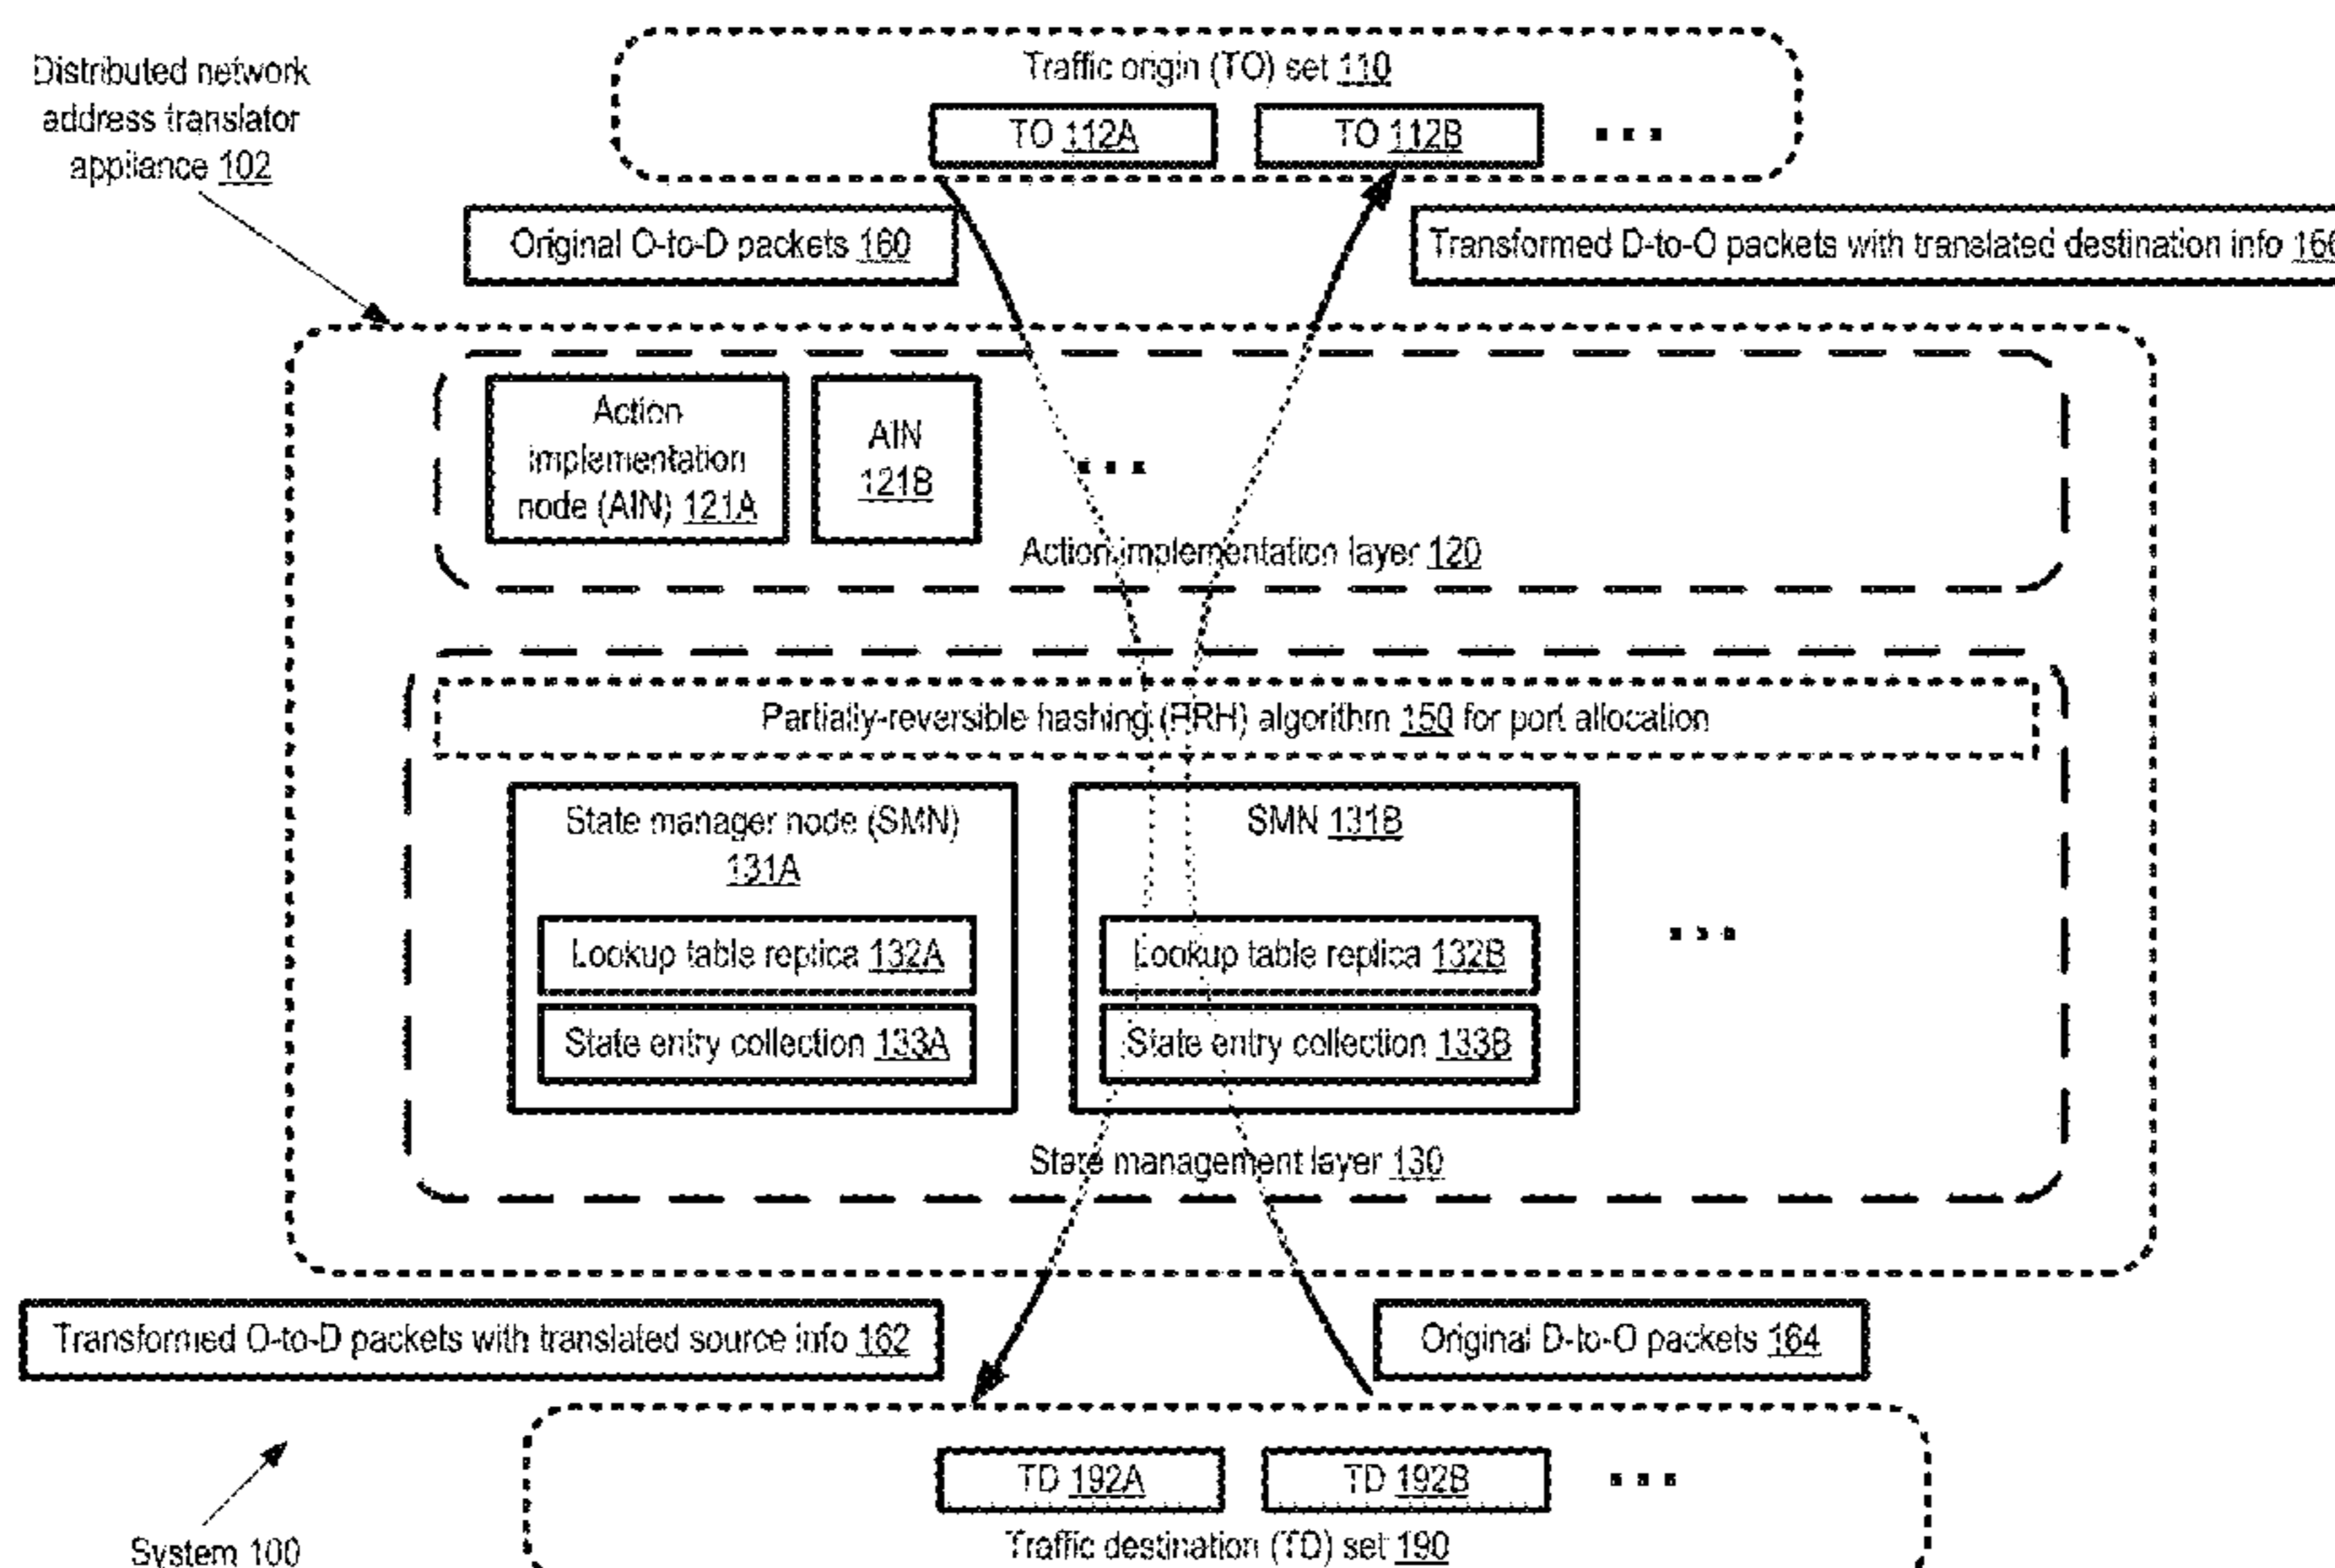 Distributed network
address translator
appliance 102
Traffic origin (TO) set 110
TO 112A
TO 112B
...
Original O-to-D packets 160
Transformed D-to-O packets with translated destination info
Action
implementation
node (AIN) 121A
AIN
121B
...
Action implementation layer 120
Partially-reversible hashing (PRH) algorithm 150 for port allocation
State manager node (SMN)
131A
Lookup table replica 132A
State entry collection 133A
SMN 131B
Lookup table replica 132B
State entry collection 133B
...
State management layer 130
Transformed O-to-D packets with translated source info 162
Original D-to-O packets 164
TD 192A
TD 192B
...
Traffic destination (TD) set 190
System 100